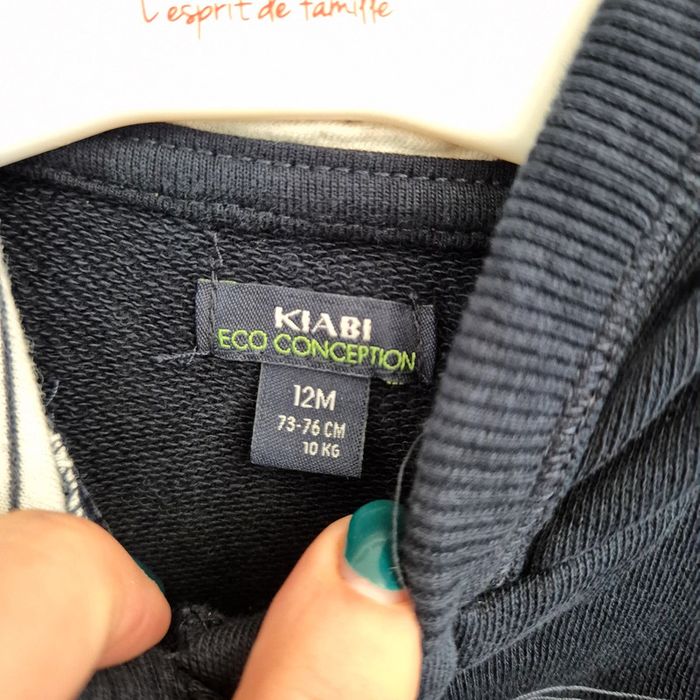 L'esprit de famille
KIABI
ECO CONCEPTION
12M
73-76 CM
10 KG